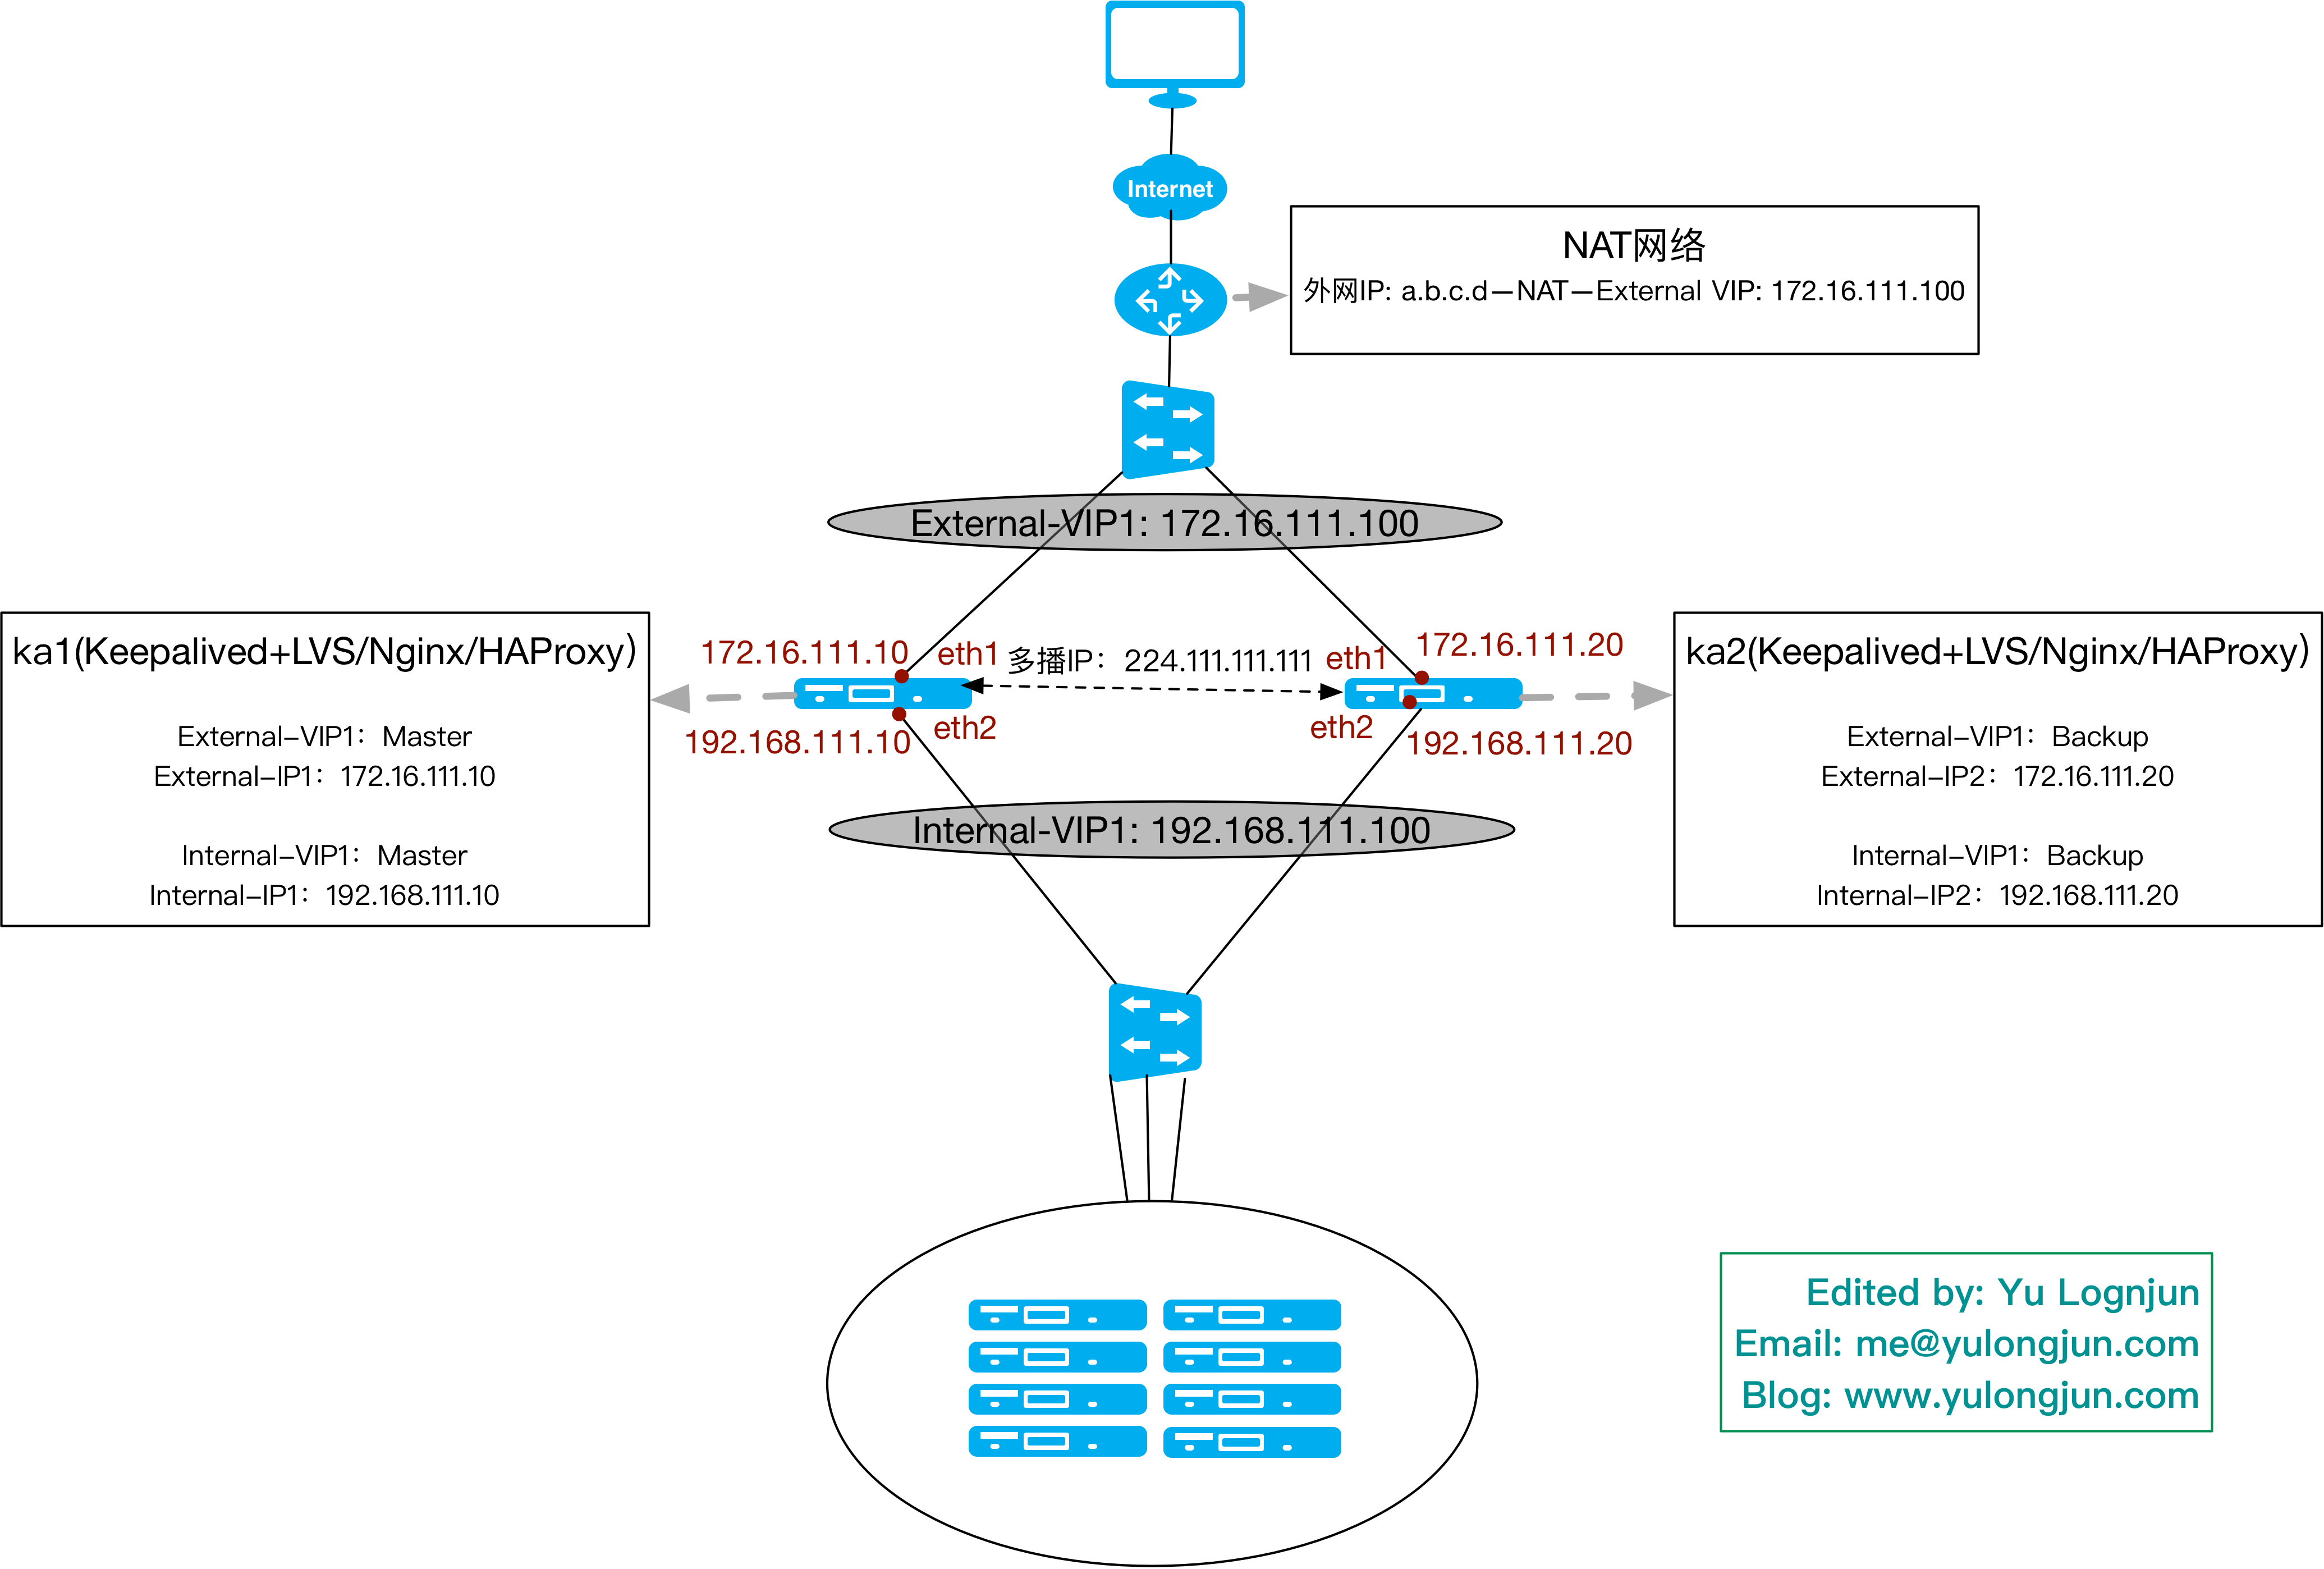 Internet
NAT网络
外网IP: a.b.c.d—NAT—External VIP: 172.16.111.100
External-VIP1: 172.16.111.100
ka1(Keepalived+LVS/Nginx/HAProxy)
External-VIP1：Master
External-IP1：172.16.111.10
Internal-VIP1：Master
Internal-IP1：192.168.111.10
172.16.111.10
eth1
多播IP：224.111.111.111
eth1
172.16.111.20
192.168.111.10
eth2
eth2
192.168.111.20
ka2(Keepalived+LVS/Nginx/HAProxy)
External-VIP1：Backup
External-IP2：172.16.111.20
Internal-VIP1：Backup
Internal-IP2：192.168.111.20
Internal-VIP1: 192.168.111.100
Edited by: Yu Lognjun
Email: me@yulongjun.com
Blog: www.yulongjun.com